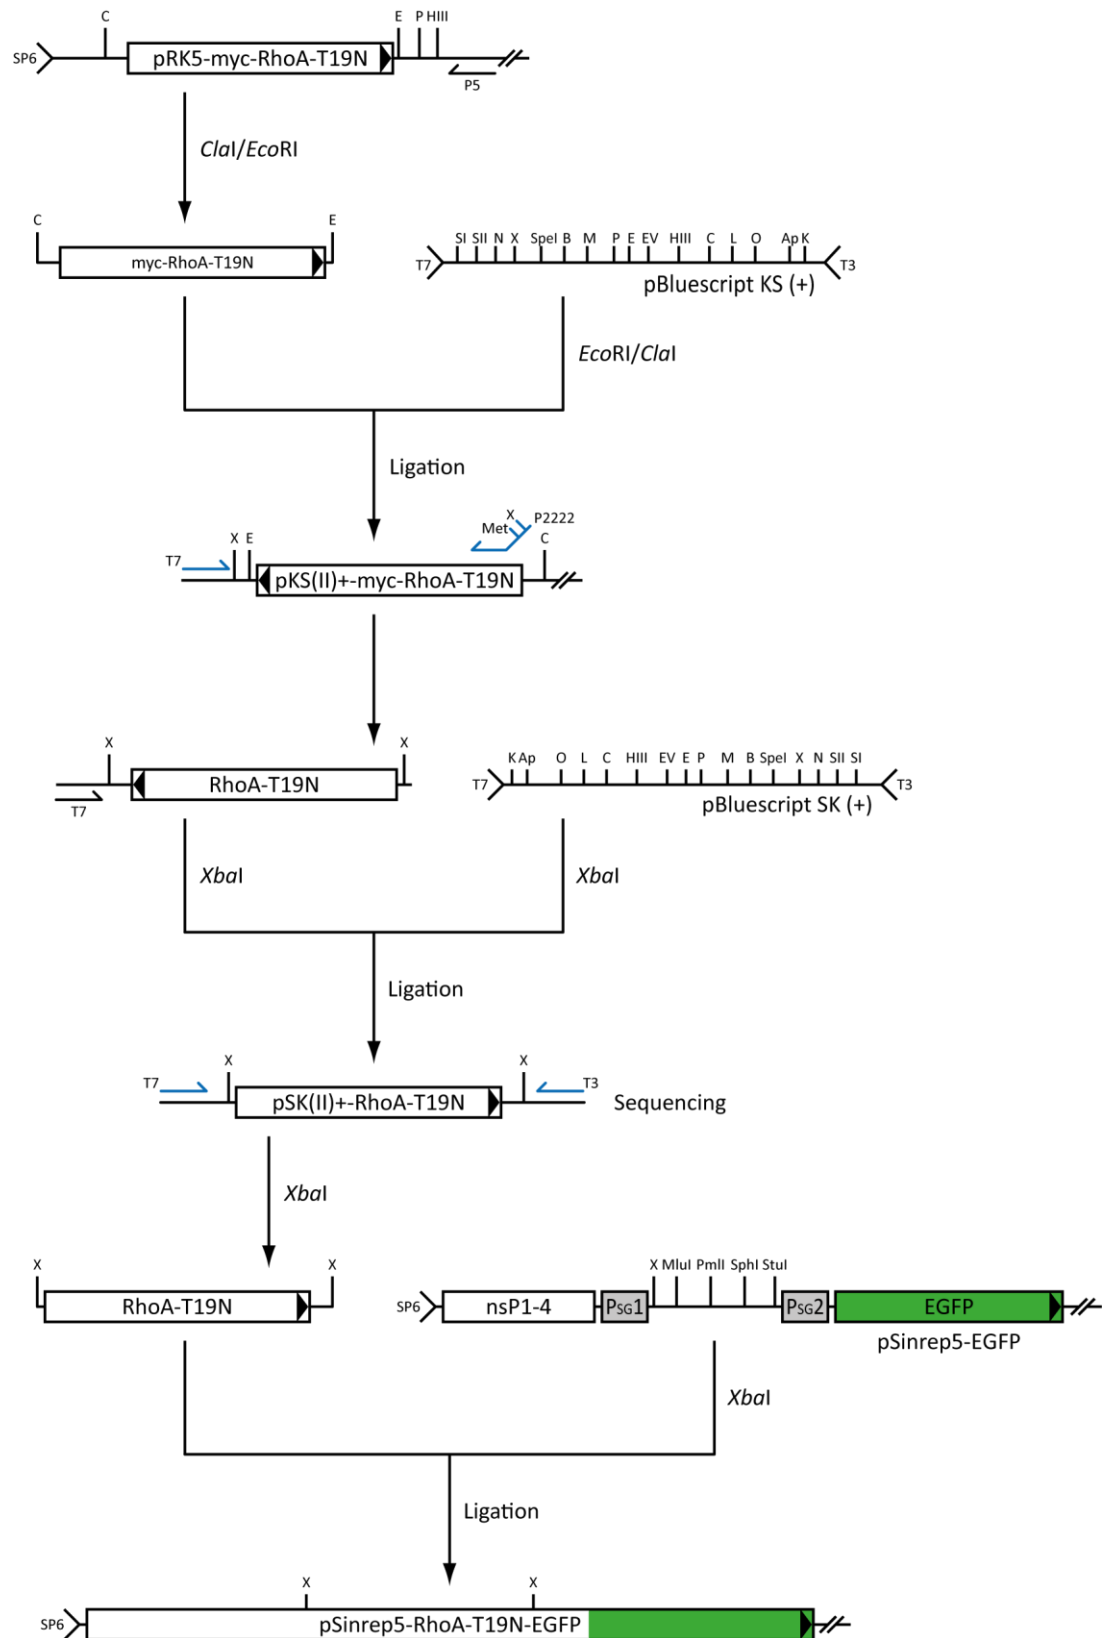 C E P HIII
SP6 pRK5-myc-RhoA-T19N
P5
ClaI/EcoRI
C E
myc-RhoA-T19N
SI SII N X SpeI B M P E EV HIII C L O Ap K
T7 T3
pBluescript KS (+)
EcoRI/ClaI
Ligation
X P2222
Met
T7 X E C
pKS(II)+-myc-RhoA-T19N
X X
RhoA-T19N
T7
K Ap O L C HIII EV E P M B SpeI X N SII SI
T7 T3
pBluescript SK (+)
XbaI XbaI
Ligation
X X
T7 T3
pSK(II)+-RhoA-T19N Sequencing
XbaI
X X
RhoA-T19N
X MluI PmlI SphI StuI
SP6 nsP1-4 PSG1 PSG2 EGFP
pSinrep5-EGFP
XbaI
Ligation
X X
SP6 pSinrep5-RhoA-T19N-EGFP